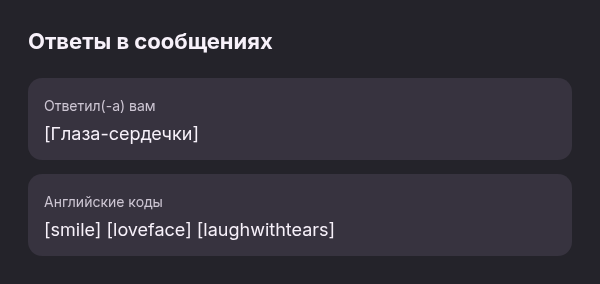 Ответы в сообщениях
Ответил(-а) вам
[Глаза-сердечки]
Английские коды
[smile] [loveface] [laughwithtears]